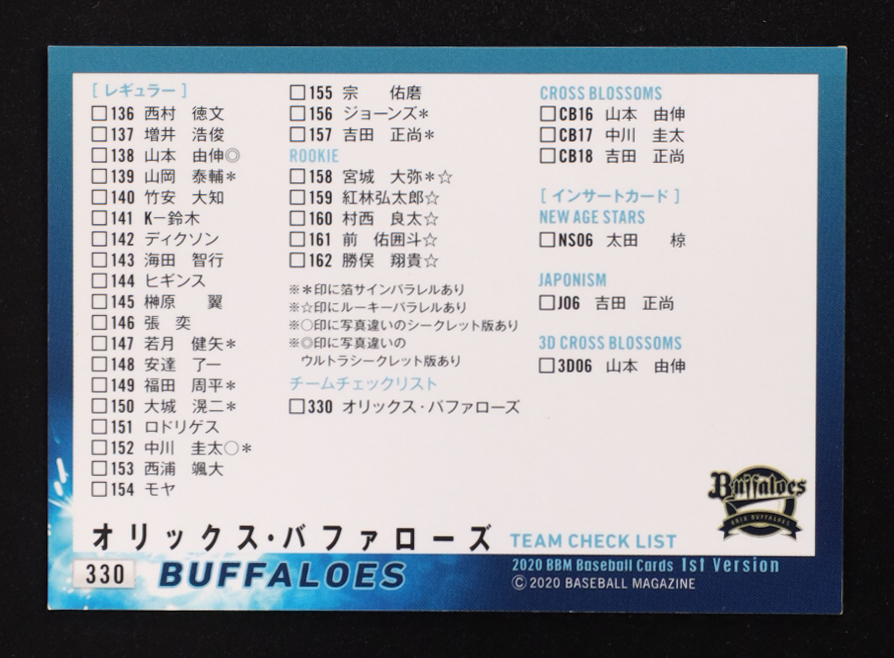 [ レギュラー ]
□136 西村　徳文
□137 増井　浩俊
□138 山本　由伸◎
□139 山岡　泰輔*
□140 竹安　大知
□141 K－鈴木
□142 ディクソン
□143 海田　智行
□144 ヒギンス
□145 榊原　　翼
□146 張　奕
□147 若月　健矢*
□148 安達　了一
□149 福田　周平*
□150 大城　滉二*
□151 ロドリゲス
□152 中川　圭太○*
□153 西浦　颯大
□154 モヤ
□155 宗　　佑磨
□156 ジョーンズ*
□157 吉田　正尚*
ROOKIE
□158 宮城　大弥*☆
□159 紅林弘太郎☆
□160 村西　良太☆
□161 前　佑囲斗☆
□162 勝俣　翔貴☆
※*印に箔サインパラレルあり
※☆印にルーキーパラレルあり
※○印に写真違いのシークレット版あり
※◎印に写真違いの
ウルトラシークレット版あり
チームチェックリスト
□330 オリックス・バファローズ
CROSS BLOSSOMS
□CB16 山本　由伸
□CB17 中川　圭太
□CB18 吉田　正尚
[ インサートカード ]
NEW AGE STARS
□NS06 太田　　椋
JAPONISM
□J06 吉田　正尚
3D CROSS BLOSSOMS
□3D06 山本　由伸
Buffaloes
ORIX BUFFALOES
オリックス・バファローズ TEAM CHECK LIST
330 BUFFALOES
2020 BBM Baseball Cards 1st Version
© 2020 BASEBALL MAGAZINE